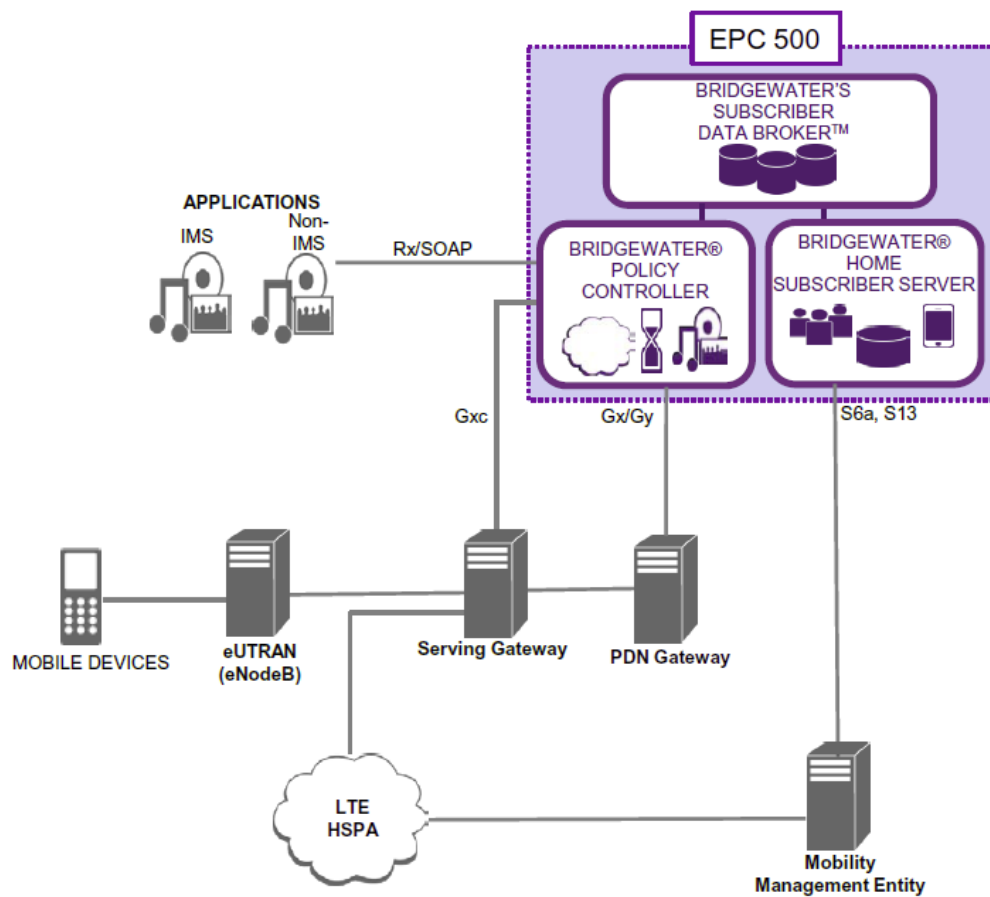 EPC 500
BRIDGEWATER'S
SUBSCRIBER
DATA BROKER™
APPLICATIONS
IMS
Non-
IMS
Rx/SOAP
BRIDGEWATER®
POLICY
CONTROLLER
BRIDGEWATER®
HOME
SUBSCRIBER SERVER
Gxc
Gx/Gy
S6a, S13
MOBILE DEVICES
eUTRAN
(eNodeB)
Serving Gateway
PDN Gateway
LTE
HSPA
Mobility
Management Entity